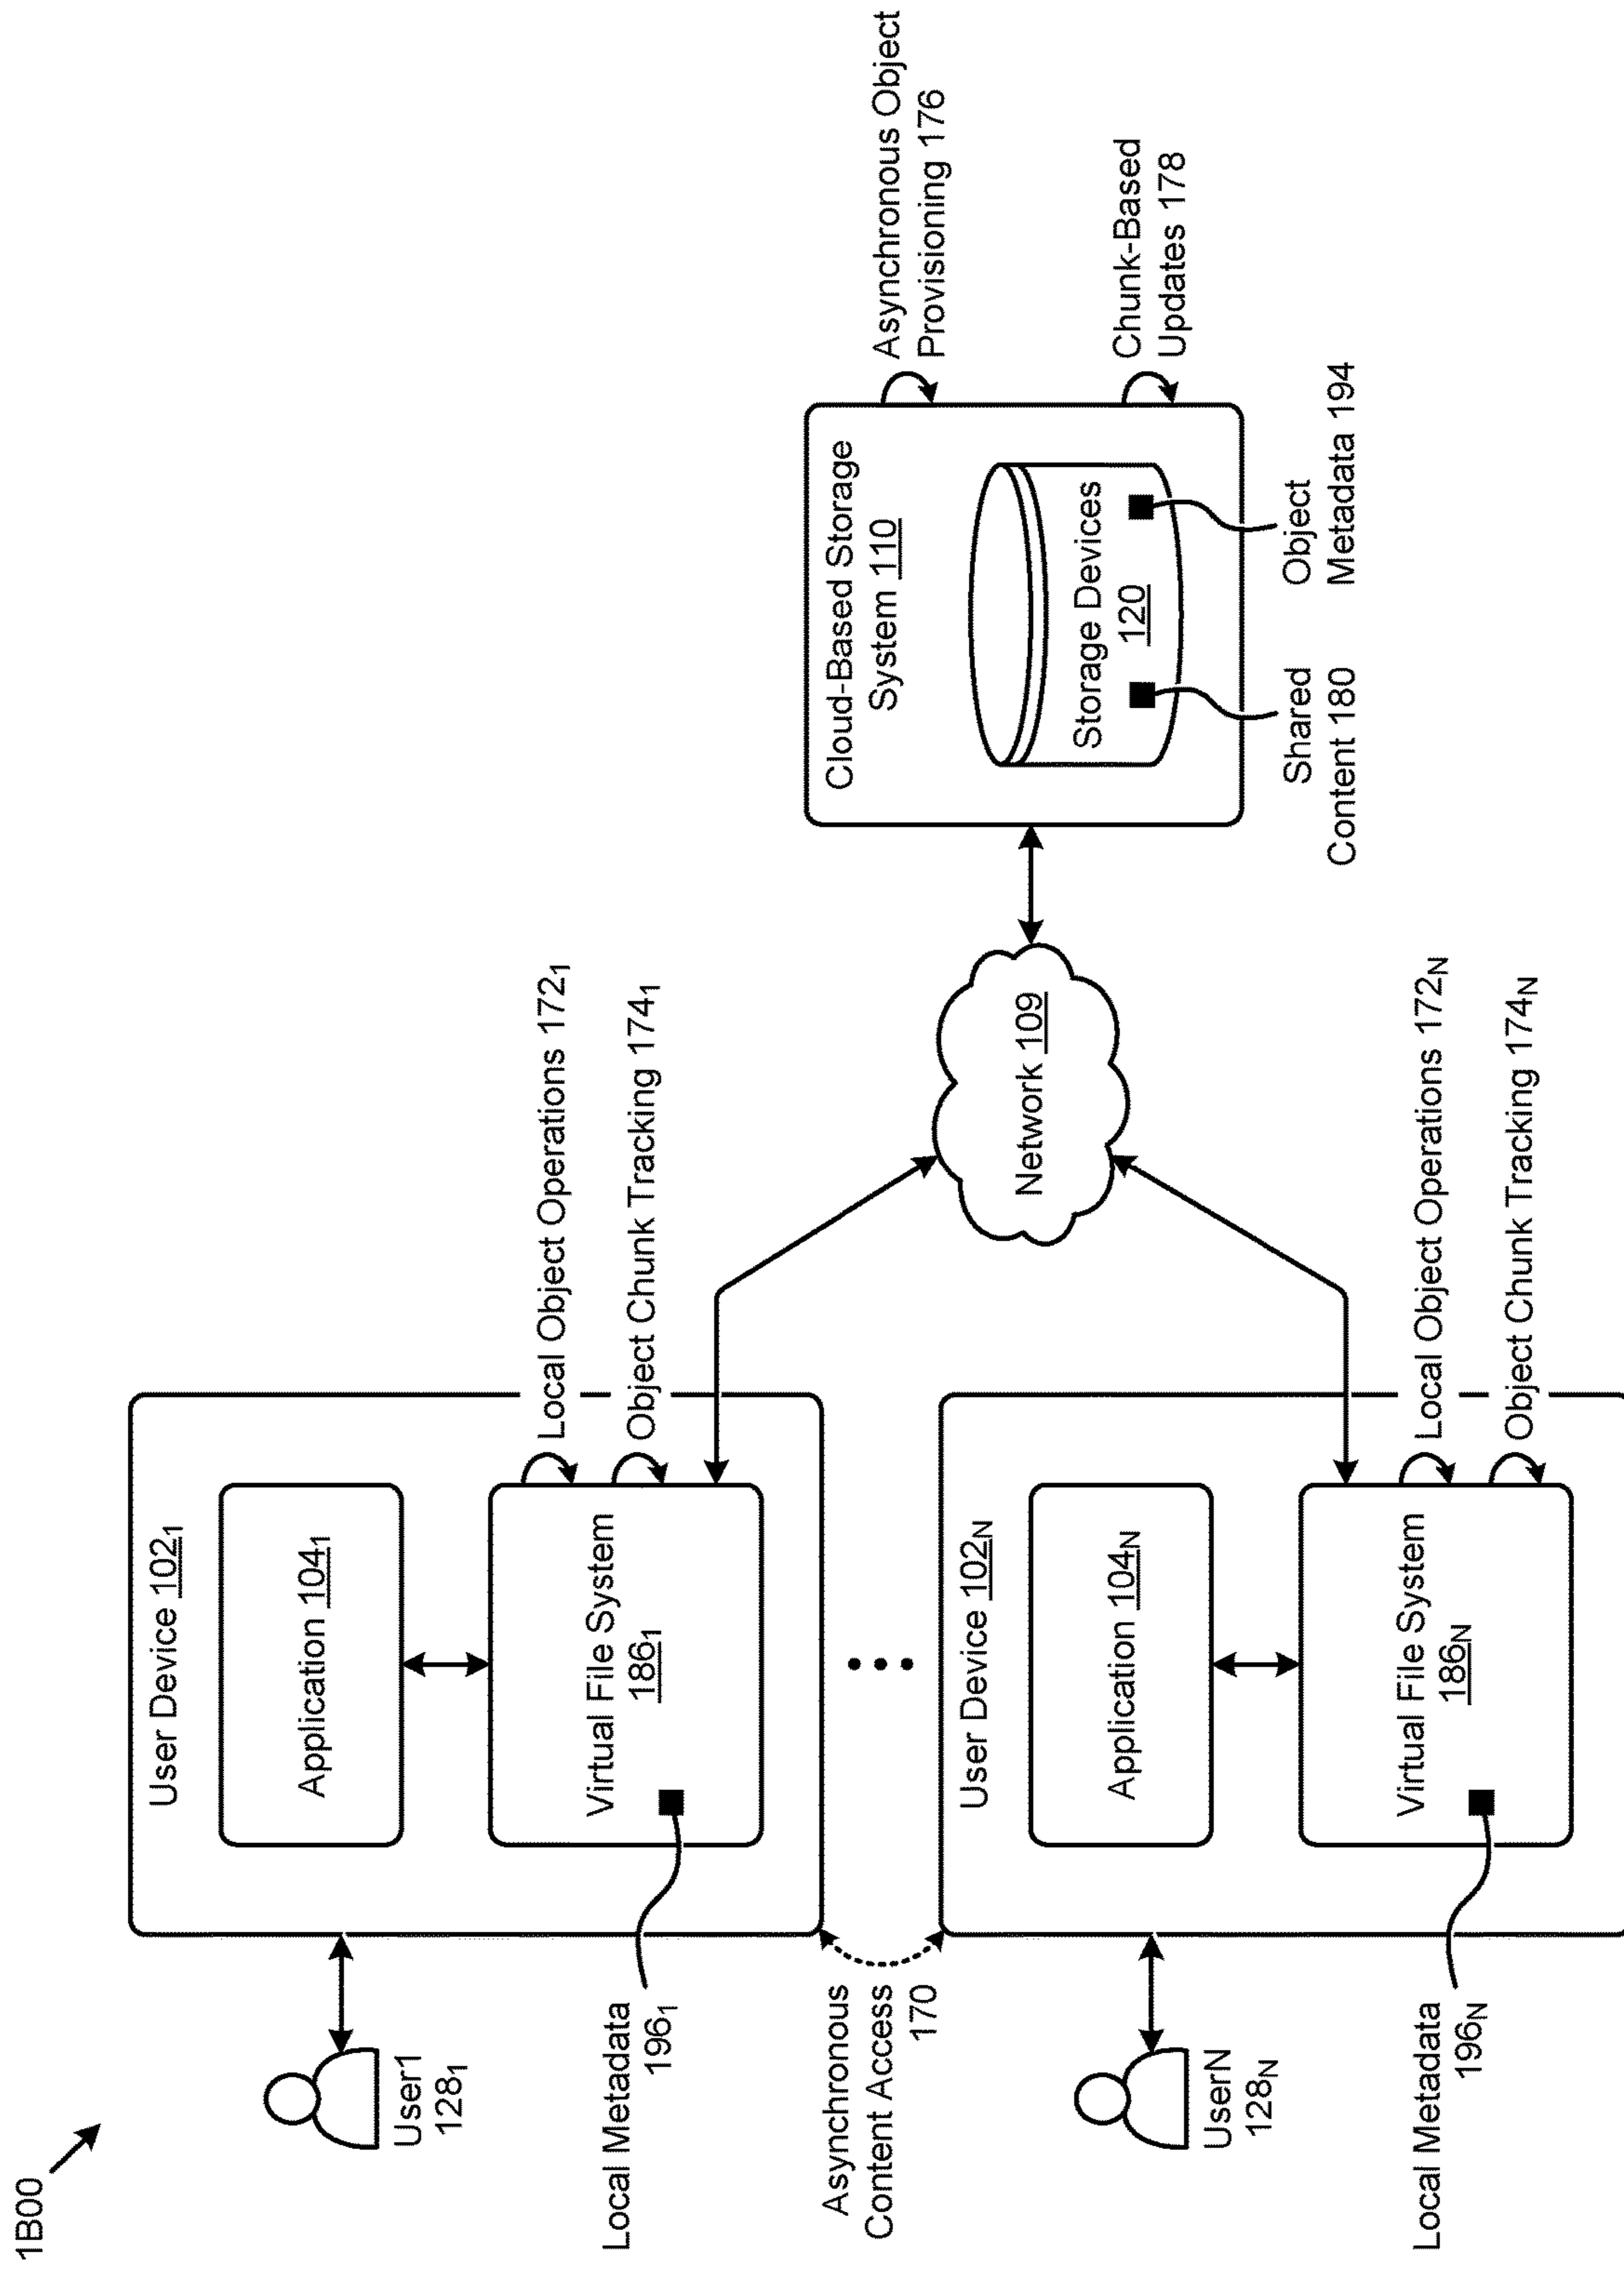 1B00
User1
128₁
Local Metadata
196₁
User Device 102₁
Application 104₁
Virtual File System
186₁
Local Object Operations 172₁
Object Chunk Tracking 174₁
Asynchronous
Content Access
170
UserN
128N
Local Metadata
196N
User Device 102N
Application 104N
Virtual File System
186N
Local Object Operations 172N
Object Chunk Tracking 174N
Network 109
Cloud-Based Storage
System 110
Storage Devices
120
Shared
Content 180
Object
Metadata 194
Asynchronous Object
Provisioning 176
Chunk-Based
Updates 178